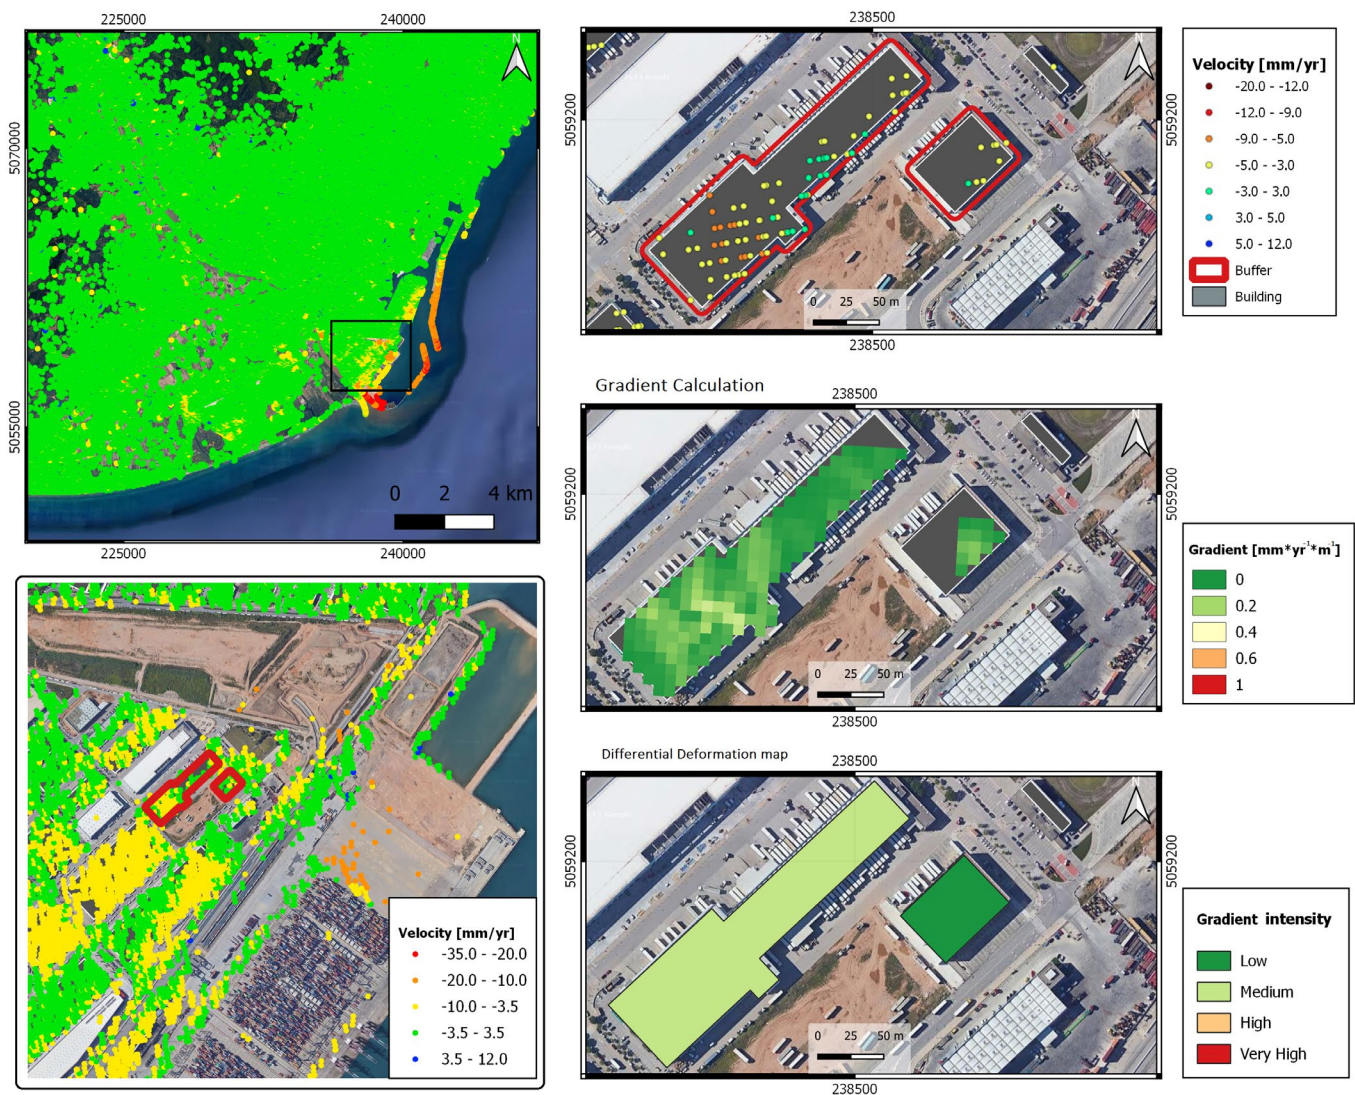 225000
240000
N
5070000
5055000
0 2 4 km
225000
240000
Velocity [mm/yr]
-35.0 - -20.0
-20.0 - -10.0
-10.0 - -3.5
-3.5 - 3.5
3.5 - 12.0
238500
N
5059200
5059200
0 25 50 m
238500
Velocity [mm/yr]
-20.0 - -12.0
-12.0 - -9.0
-9.0 - -5.0
-5.0 - -3.0
-3.0 - 3.0
3.0 - 5.0
5.0 - 12.0
Buffer
Building
Gradient Calculation
N
5059200
5059200
0 25 50 m
238500
Gradient [mm*yr⁻¹*m⁻¹]
0
0.2
0.4
0.6
1
Differential Deformation map
238500
N
5059200
5059200
0 25 50 m
238500
Gradient intensity
Low
Medium
High
Very High